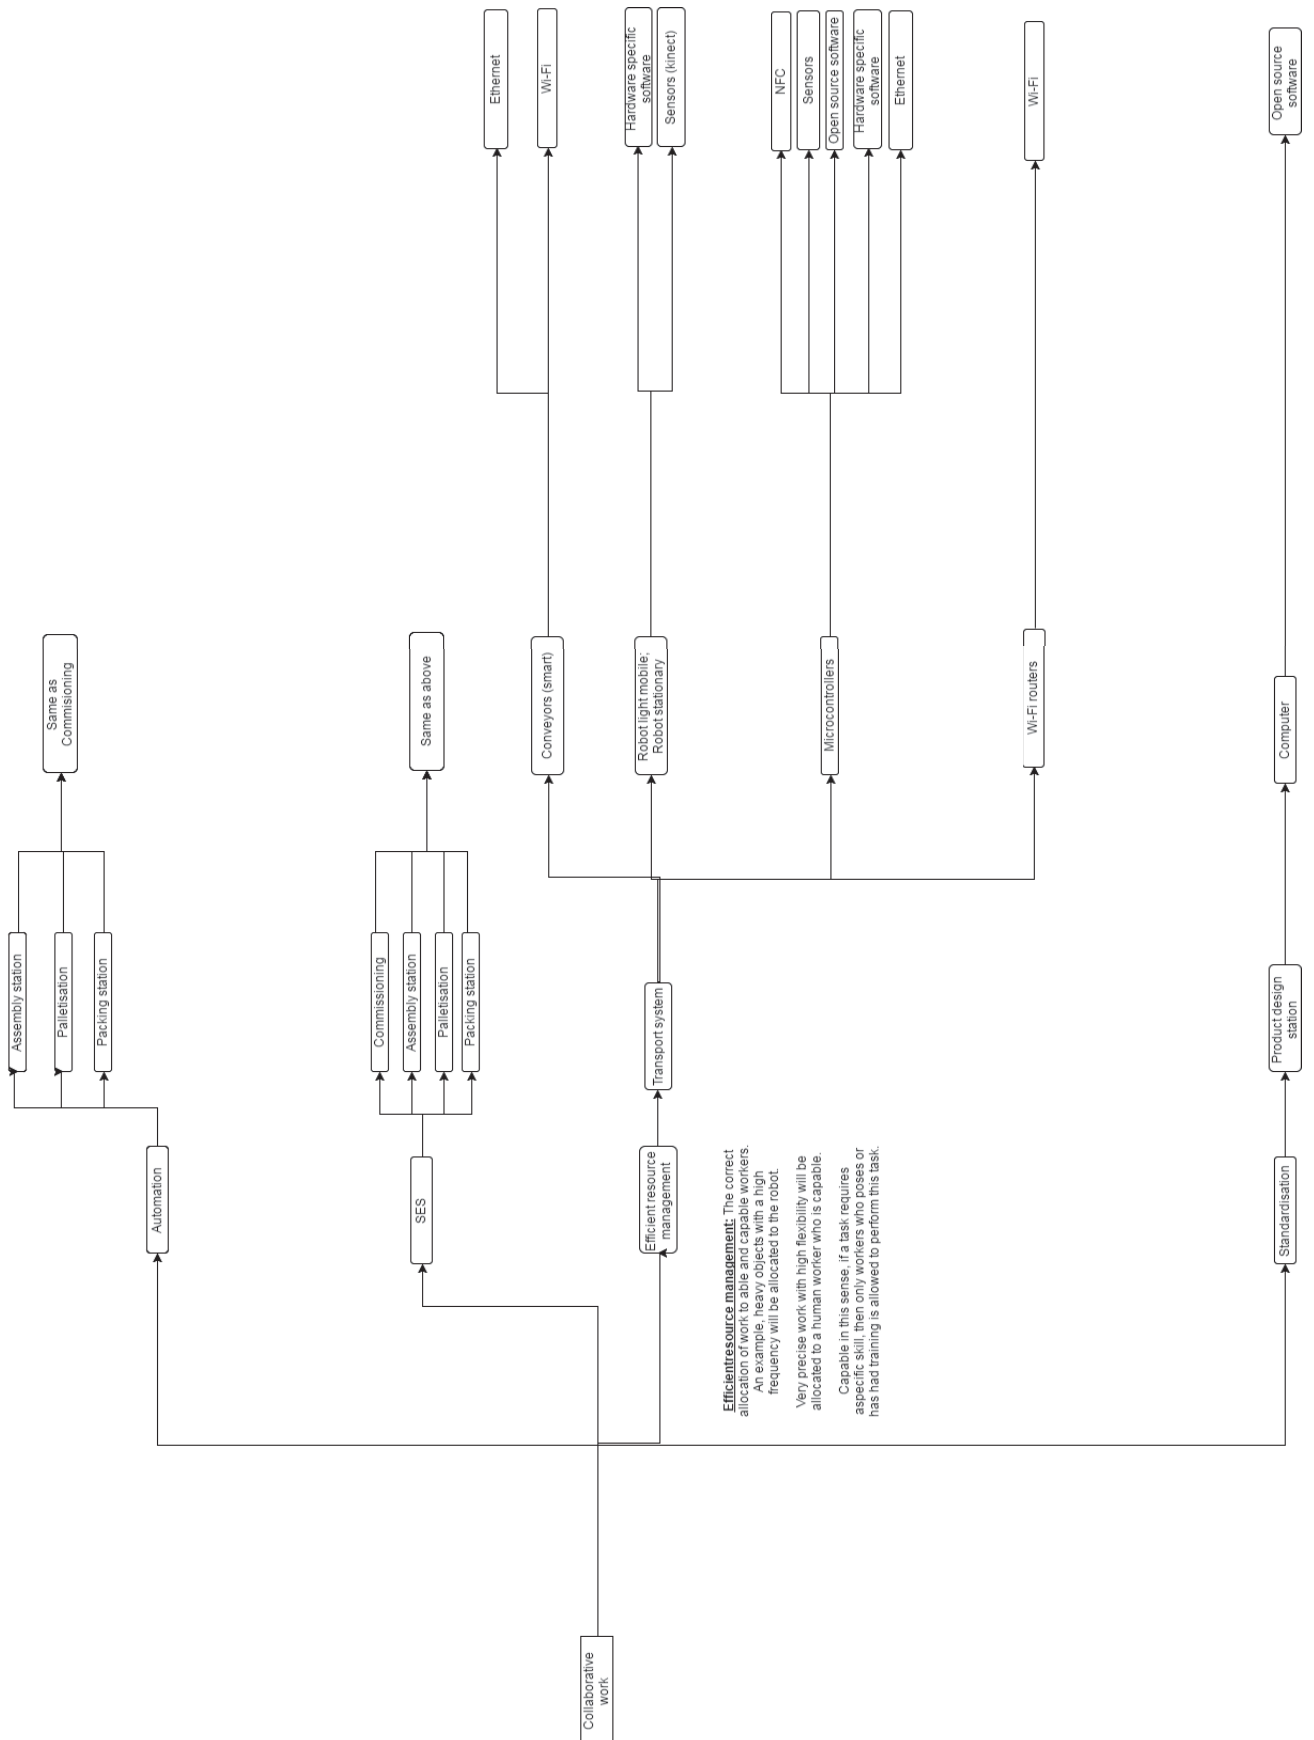 Collaborative
work
Automation
Assembly station
Palletisation
Packing station
Same as
Commisioning
SES
Commissioning
Assembly station
Palletisation
Packing station
Same as above
Efficient resource
management
Transport system
Conveyors (smart)
Ethernet
Wi-Fi
Robot light mobile;
Robot stationary
Hardware specific
software
Sensors (kinect)
Microcontrollers
NFC
Sensors
Open source software
Hardware specific
software
Ethernet
Wi-Fi routers
Wi-Fi
Efficientresource management: The correct
allocation of work to able and capable workers.
An example, heavy objects with a high
frequency will be allocated to the robot.
Very precise work with high flexibility will be
allocated to a human worker who is capable.
Capable in this sense, if a task requires
aspecific skill, then only workers who poses or
has had training is allowed to perform this task.
Standardisation
Product design
station
Computer
Open source
software